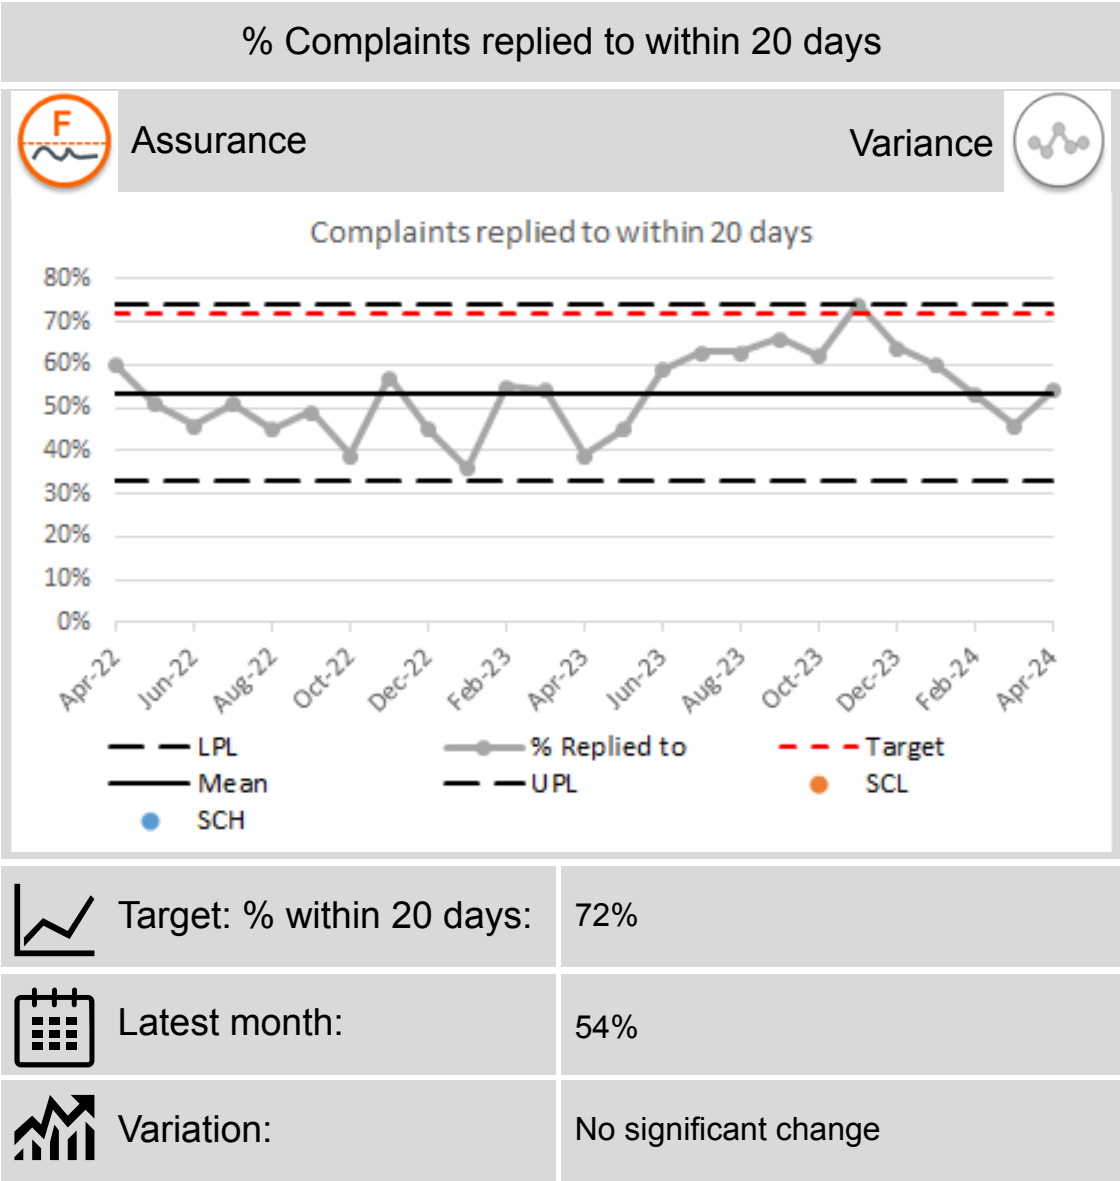 % Complaints replied to within 20 days
F
Assurance
Variance
Complaints replied to within 20 days
80%
70%
60%
50%
40%
30%
20%
10%
0%
Apr-22
Jun-22
Aug-22
Oct-22
Dec-22
Feb-23
Apr-23
Jun-23
Aug-23
Oct-23
Dec-23
Feb-24
Apr-24
LPL
% Replied to
Target
Mean
UPL
SCL
SCH
Target: % within 20 days:
72%
Latest month:
54%
Variation:
No significant change